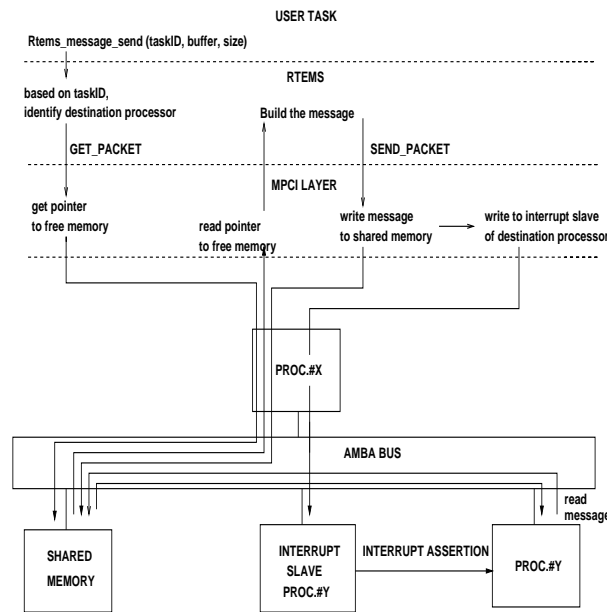 USER TASK
Rtems_message_send (taskID, buffer, size)
RTEMS
based on taskID,
identify destination processor
Build the message
GET_PACKET
SEND_PACKET
MPCI LAYER
get pointer
to free memory
read pointer
to free memory
write message
to shared memory
write to interrupt slave
of destination processor
PROC.#X
AMBA BUS
read
message
SHARED
MEMORY
INTERRUPT
SLAVE
PROC.#Y
INTERRUPT ASSERTION
PROC.#Y